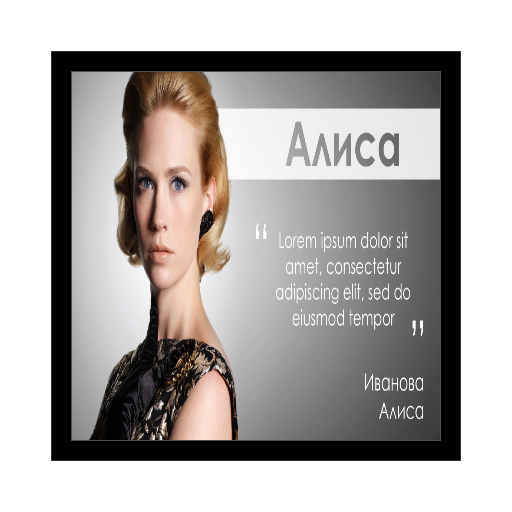 Алиса
“ Lorem ipsum dolor sit
amet, consectetur
adipiscing elit, sed do
eiusmod tempor ”
Иванова
Алиса